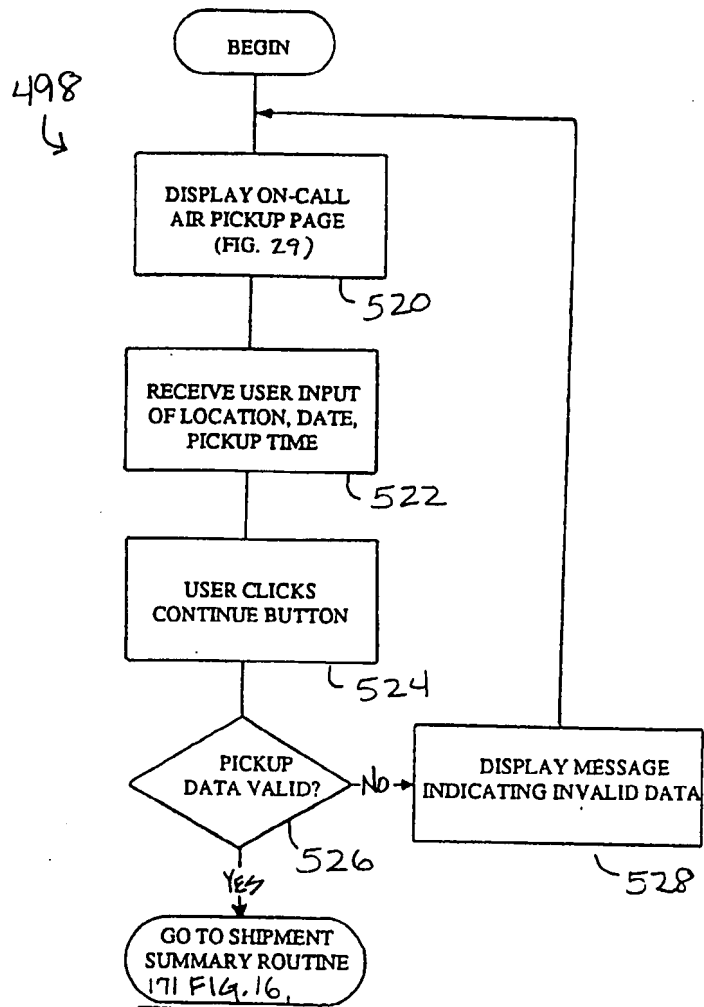 BEGIN
498
DISPLAY ON-CALL
AIR PICKUP PAGE
(FIG. 29)
520
RECEIVE USER INPUT
OF LOCATION, DATE,
PICKUP TIME
522
USER CLICKS
CONTINUE BUTTON
524
PICKUP
DATA VALID?
NO
526
YES
DISPLAY MESSAGE
INDICATING INVALID DATA
528
GO TO SHIPMENT
SUMMARY ROUTINE
171 FIG.16,